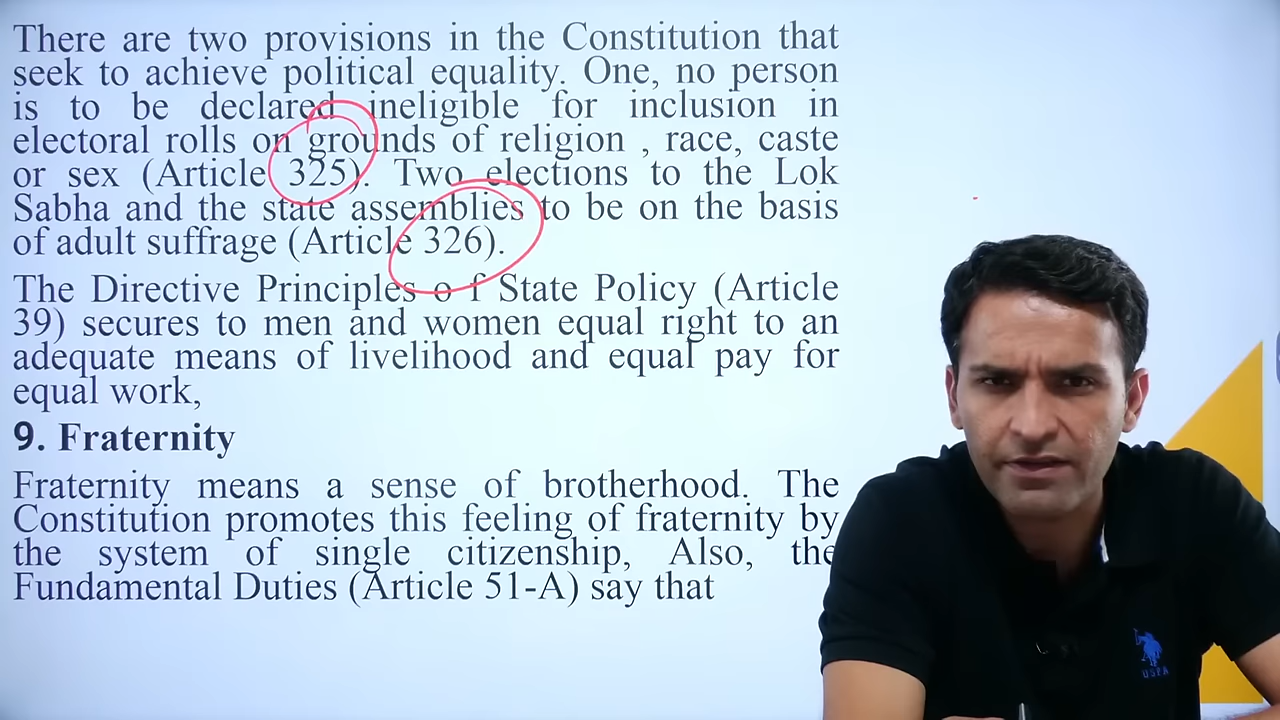 There are two provisions in the Constitution that
seek to achieve political equality. One, no person
is to be declared ineligible for inclusion in
electoral rolls on grounds of religion , race, caste
or sex (Article 325). Two elections to the Lok
Sabha and the state assemblies to be on the basis
of adult suffrage (Article 326).
The Directive Principles o f State Policy (Article
39) secures to men and women equal right to an
adequate means of livelihood and equal pay for
equal work,
9. Fraternity
Fraternity means a sense of brotherhood. The
Constitution promotes this feeling of fraternity by
the system of single citizenship, Also, the
Fundamental Duties (Article 51-A) say that
USPA